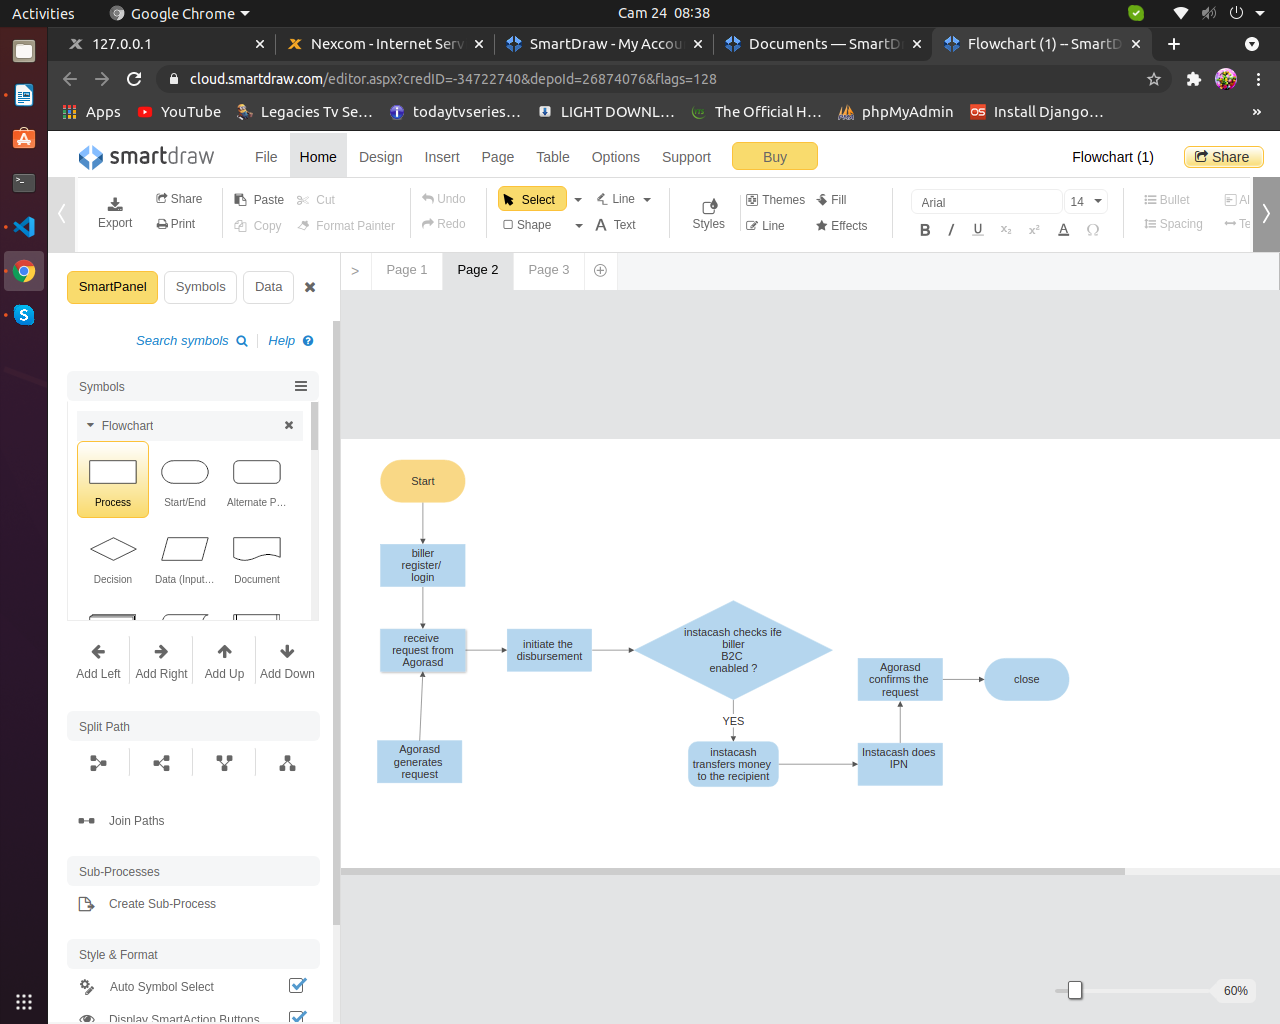 Activities
Google Chrome
Cam 24 08:38
127.0.0.1
Nexcom - Internet Serv
SmartDraw - My Accou
Documents — SmartD
Flowchart (1) -- SmartD
cloud.smartdraw.com/editor.aspx?credID=-34722740&depoId=26874076&flags=128
Apps
YouTube
Legacies Tv Se...
todaytvseries...
LIGHT DOWNL...
The Official H...
phpMyAdmin
Install Django...
»
smartdraw
File
Home
Design
Insert
Page
Table
Options
Support
Buy
Flowchart (1)
Share
Export
Share
Print
Paste
Cut
Copy
Format Painter
Undo
Redo
Select
Line
Shape
Text
Styles
Themes
Fill
Line
Effects
Arial
14
B I U x₂ x² A Ω
Bullet
Spacing
Al
Te
SmartPanel
Symbols
Data
> Page 1
Page 2
Page 3
Search symbols
Help
Symbols
Flowchart
Process
Start/End
Alternate P...
Decision
Data (Input...
Document
Add Left
Add Right
Add Up
Add Down
Split Path
Join Paths
Sub-Processes
Create Sub-Process
Style & Format
Auto Symbol Select
Display SmartAction Buttons
Start
biller
register/
login
receive
request from
Agorasd
initiate the
disbursement
instacash checks ife
biller
B2C
enabled ?
YES
Agorasd
generates
request
instacash
transfers money
to the recipient
Instacash does
IPN
Agorasd
confirms the
request
close
60%